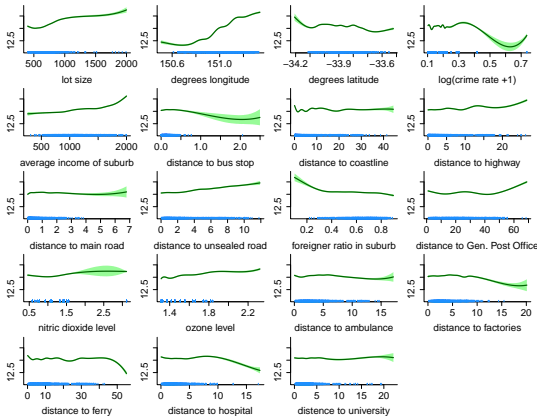 12.5 12.5 12.5 12.5
500 1000 1500 2000 150.6 151.0 −34.2 −33.9 −33.6 0.1 0.3 0.5 0.7
lot size degrees longitude degrees latitude log(crime rate +1)
12.5 12.5 12.5 12.5
500 1000 1500 2000 0.0 1.0 2.0 0 10 20 30 40 0 5 10 15 20
average income of suburb distance to bus stop distance to coastline distance to highway
12.5 12.5 12.5 12.5
0 1 2 3 4 5 6 7 0 2 4 6 8 10 12 0.2 0.4 0.6 0.8 0 10 20 30 40 50 60 70
distance to main road distance to unsealed road foreigner ratio in suburb distance to Gen. Post Office
12.5 12.5 12.5 12.5
0.5 1.5 2.5 1.4 1.8 2.2 0 5 10 15 0 5 10 15 20
nitric dioxide level ozone level distance to ambulance distance to factories
12.5 12.5 12.5
0 10 30 50 0 5 10 15 0 5 10 15 20
distance to ferry distance to hospital distence to university